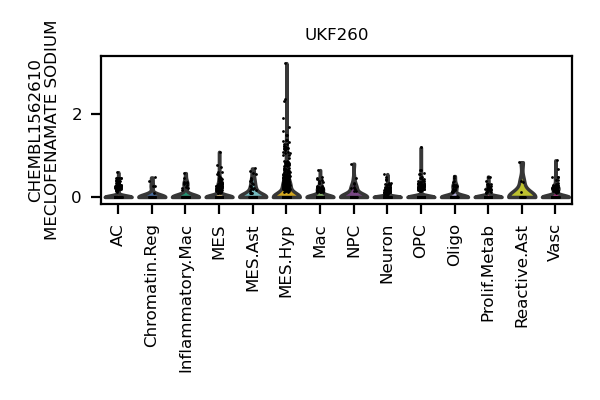 UKF260
CHEMBL1562610
MECLOFENAMATE SODIUM
2
0
AC
Chromatin.Reg
Inflammatory.Mac
MES
MES.Ast
MES.Hyp
Mac
NPC
Neuron
OPC
Oligo
Prolif.Metab
Reactive.Ast
Vasc